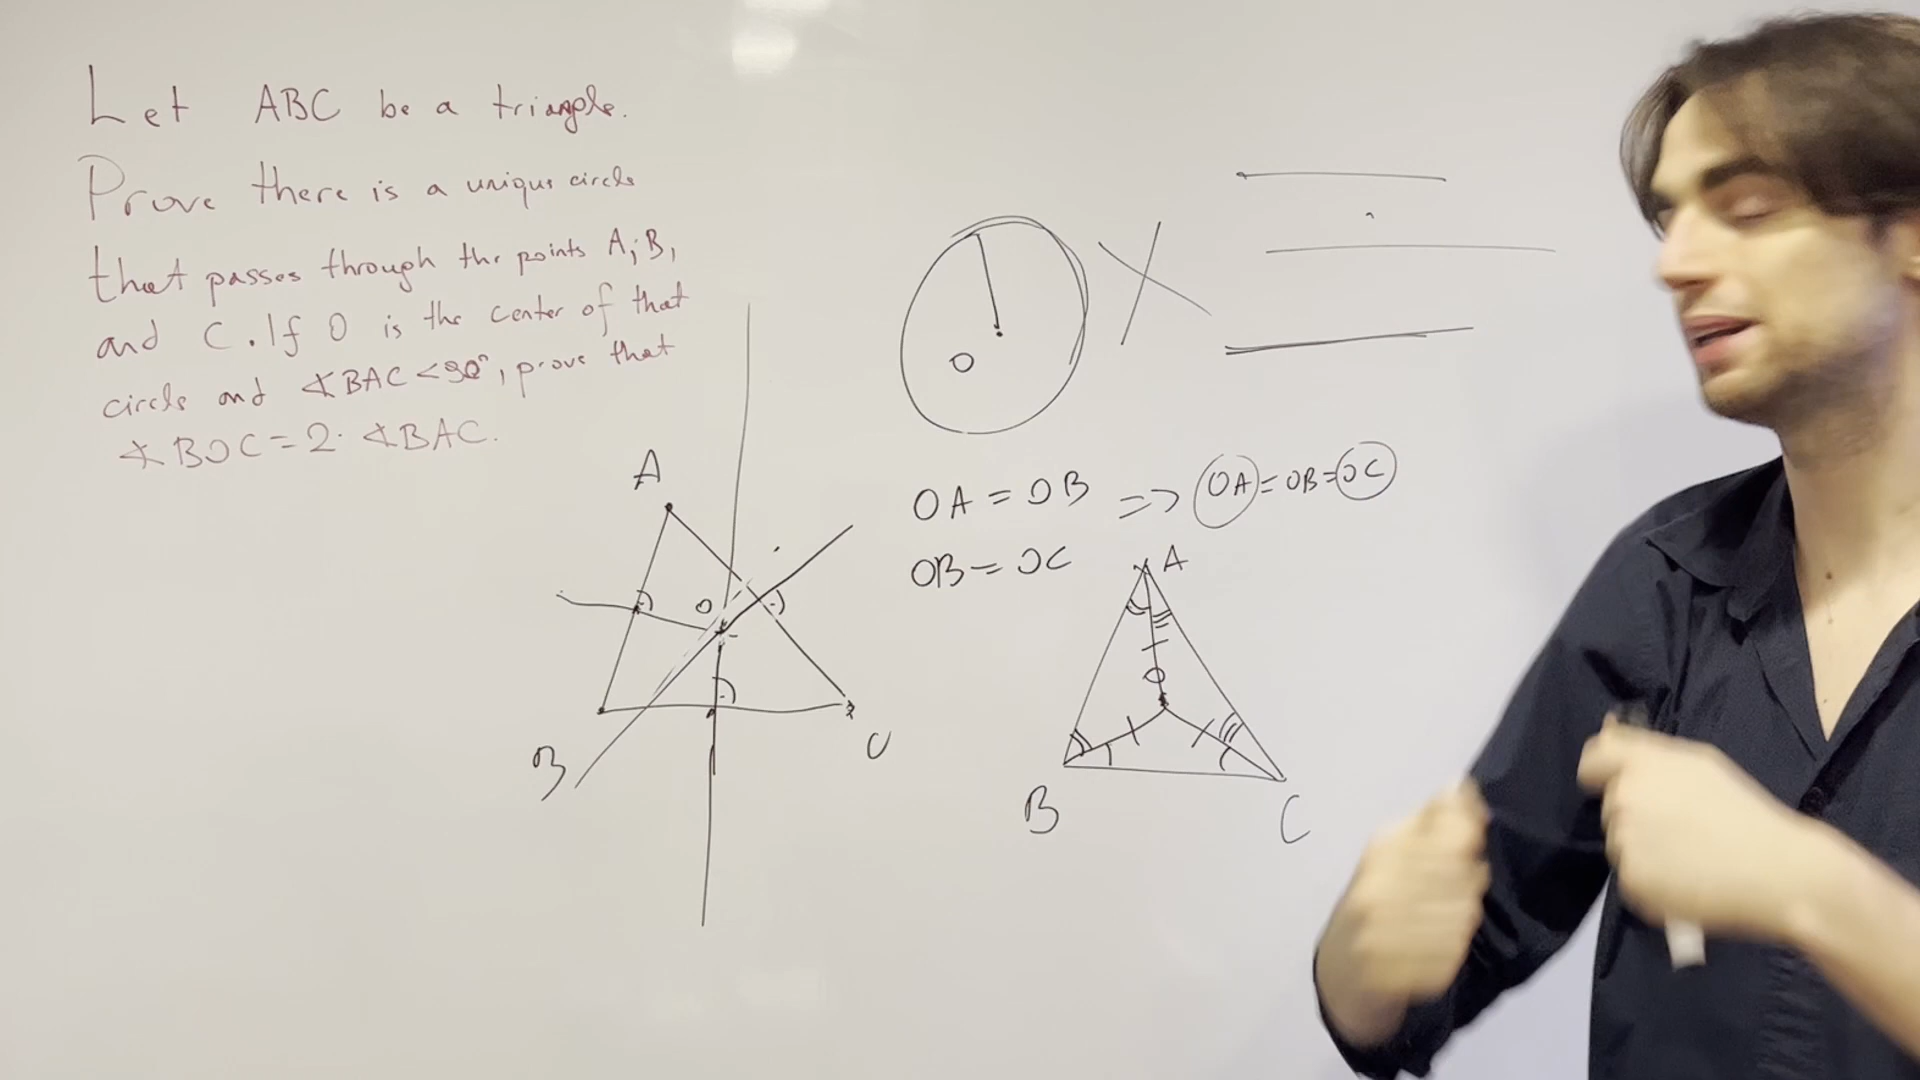 Let ABC be a triangle.
Prove there is a unique circle
that passes through the points A, B,
and C. If O is the center of that
circle and ∢BAC < 90°, prove that
∢BOC = 2·∢BAC.
O
OA = OB => OA = OB = OC
OB = OC
A
O
B
C
A
O
B
C